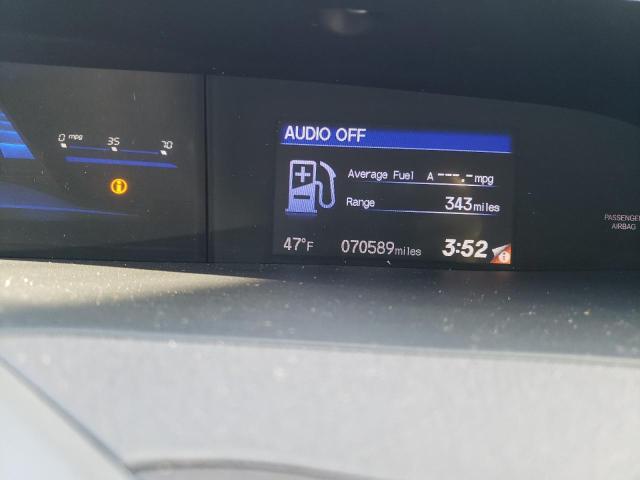 0 mpg 35 70
AUDIO OFF
Average Fuel A ---.- mpg
Range 343 miles
47°F 070589 miles 3:52
PASSENGER
AIRBAG